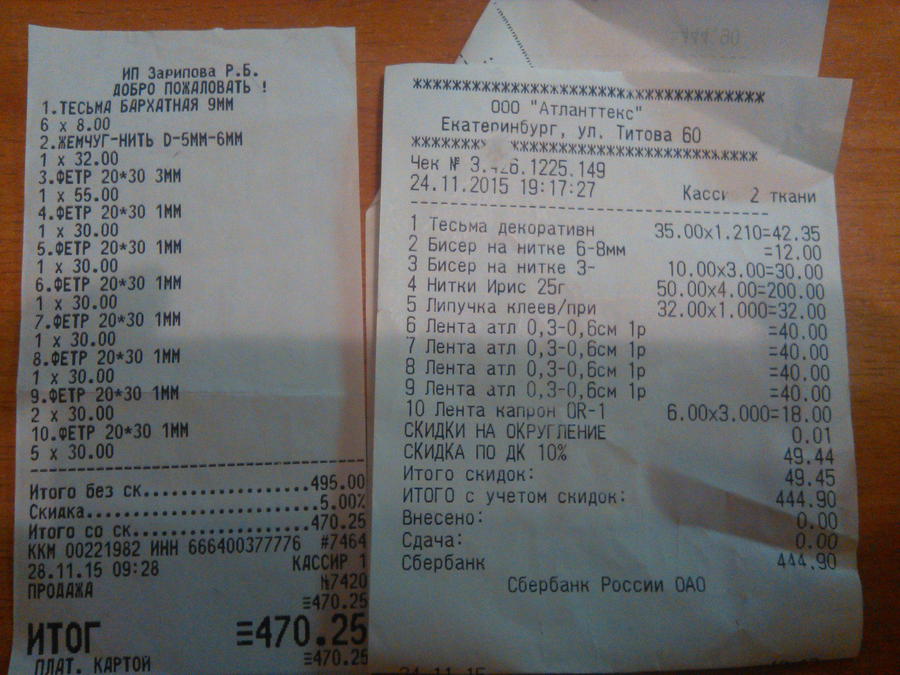 ИП Зарипова Р.Б.
ДОБРО ПОЖАЛОВАТЬ !
1.ТЕСЬМА БАРХАТНАЯ 9ММ
6 x 8.00
2.ЖЕМЧУГ-НИТЬ D-5ММ-6ММ
1 x 32.00
3.ФЕТР 20*30 3ММ
1 x 55.00
4.ФЕТР 20*30 1ММ
1 x 30.00
5.ФЕТР 20*30 1ММ
1 x 30.00
6.ФЕТР 20*30 1ММ
1 x 30.00
7.ФЕТР 20*30 1ММ
1 x 30.00
8.ФЕТР 20*30 1ММ
1 x 30.00
9.ФЕТР 20*30 1ММ
2 x 30.00
10.ФЕТР 20*30 1ММ
5 x 30.00
Итого без ск..................495.00
Скидка........................5.00%
Итого со ск...................470.25
ККМ 00221982 ИНН 666400377776 #7464
28.11.15 09:28 КАССИР 1
ПРОДАЖА №7420
≡470.25
ИТОГ ≡470.25
ПЛАТ. КАРТОЙ ≡470.25
≡444.90
жжжжжжжжжжжжжжжжжжжжжжжжжжжжжжжжжжжж
ООО "Атланттекс"
Екатеринбург, ул. Титова 60
жжжжжжжжжжжжжжжжжжжжжжжжжжжжжжжжжжжж
Чек № 1225.149
24.11.2015 19:17:27 Касси 2 ткани
1 Тесьма декоративн 35.00x1.210=42.35
2 Бисер на нитке 6-8мм =12.00
3 Бисер на нитке 3- 10.00x3.00=30.00
4 Нитки Ирис 25г 50.00x4.00=200.00
5 Липучка клеев/при 32.00x1.000=32.00
6 Лента атл 0,3-0,6см 1р =40.00
7 Лента атл 0,3-0,6см 1р =40.00
8 Лента атл 0,3-0,6см 1р =40.00
9 Лента атл 0,3-0,6см 1р =40.00
10 Лента капрон OR-1 6.00x3.000=18.00
СКИДКИ НА ОКРУГЛЕНИЕ 0.01
СКИДКА ПО ДК 10% 49.44
Итого скидок: 49.45
ИТОГО с учетом скидок: 444.90
Внесено: 0.00
Сдача: 0.00
Сбербанк 444.90
Сбербанк России ОАО